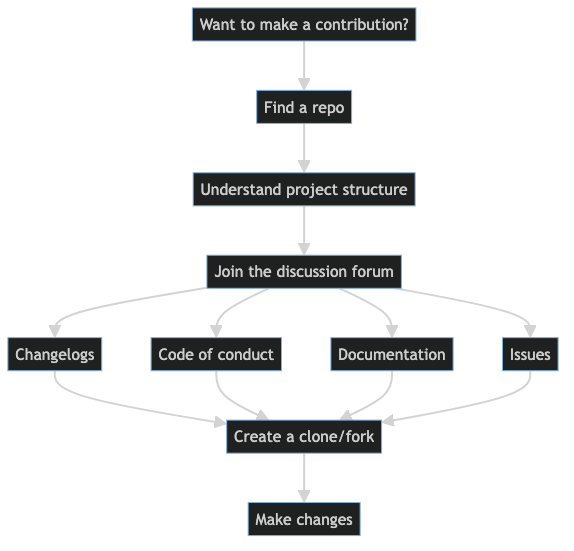 Want to make a contribution?
Find a repo
Understand project structure
Join the discussion forum
Changelogs
Code of conduct
Documentation
Issues
Create a clone/fork
Make changes